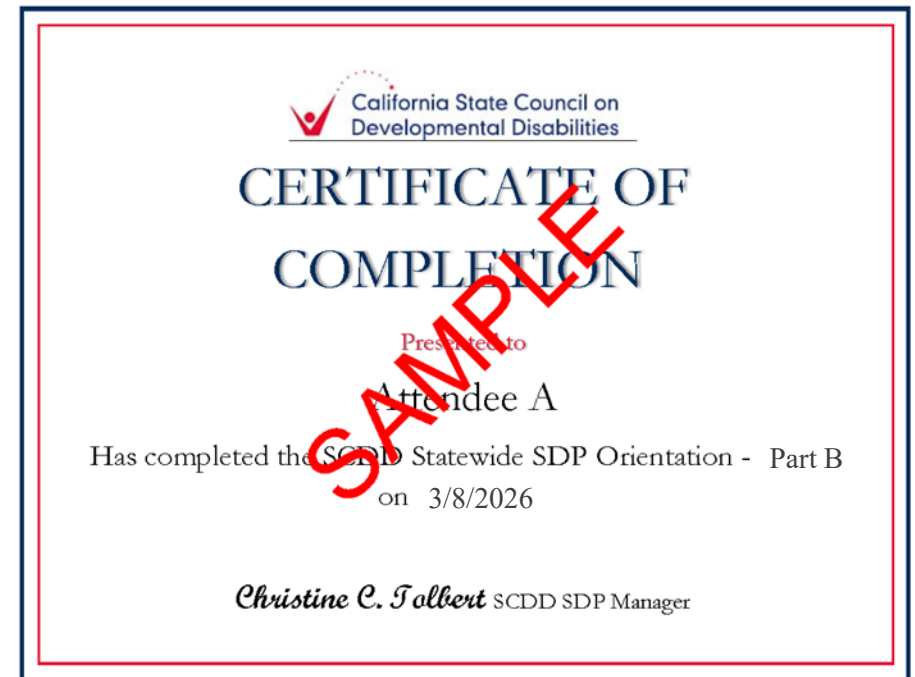 California State Council on
Developmental Disabilities
CERTIFICATE OF
COMPLETION
Presented to
Attendee A
Has completed the SCDD Statewide SDP Orientation - Part B
on 3/8/2026
SAMPLE
Christine C. Tolbert SCDD SDP Manager